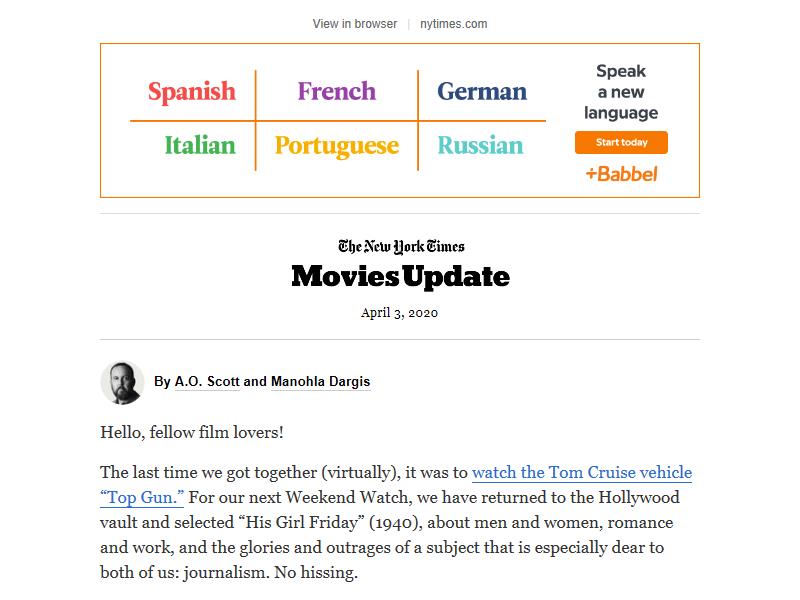 View in browser | nytimes.com
Spanish French German
Italian Portuguese Russian
Speak
a new
language
Start today
+Babbel
The New York Times
Movies Update
April 3, 2020
By A.O. Scott and Manohla Dargis
Hello, fellow film lovers!
The last time we got together (virtually), it was to watch the Tom Cruise vehicle
“Top Gun.” For our next Weekend Watch, we have returned to the Hollywood
vault and selected “His Girl Friday” (1940), about men and women, romance
and work, and the glories and outrages of a subject that is especially dear to
both of us: journalism. No hissing.